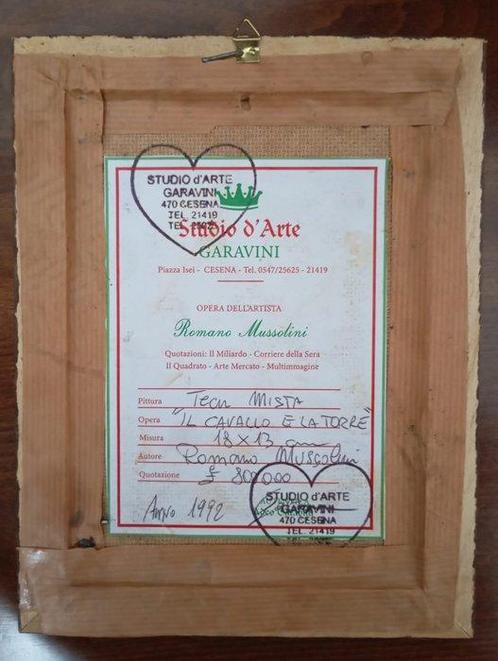 STUDIO d'ARTE
GARAVINI
470 CESENA
TEL. 21419
TEL.
Studio d'Arte
GARAVINI
Piazza Isei - CESENA - Tel. 0547/25625 - 21419
OPERA DELL'ARTISTA
Romano Mussolini
Quotazioni: Il Miliardo - Corriere della Sera
Il Quadrato - Arte Mercato - Multimmagine
Pittura TECN MISTA
Opera "IL CAVALLO E LA TORRE"
Misura 18 x 13 cm
Autore Romano Mussolini
Quotazione £ 800.000
ANNO 1992
STUDIO d'ARTE
GARAVINI
470 CESENA
TEL. 21419